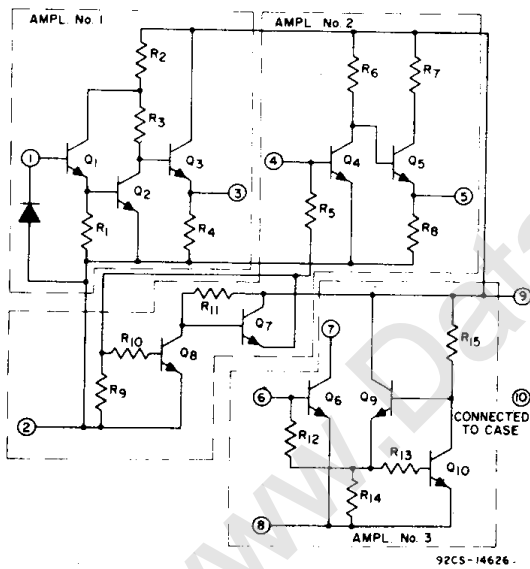 AMPL. No. 1
AMPL. No. 2
R2
R6
R7
R3
1
Q1
Q2
Q3
4
Q4
Q5
3
5
R1
R4
R5
R8
R11
9
R10
Q8
Q7
7
R15
R9
6
Q6
Q9
10
CONNECTED
TO CASE
2
R12
R13
Q10
R14
8
AMPL. No. 3
92CS-14626
www.Data